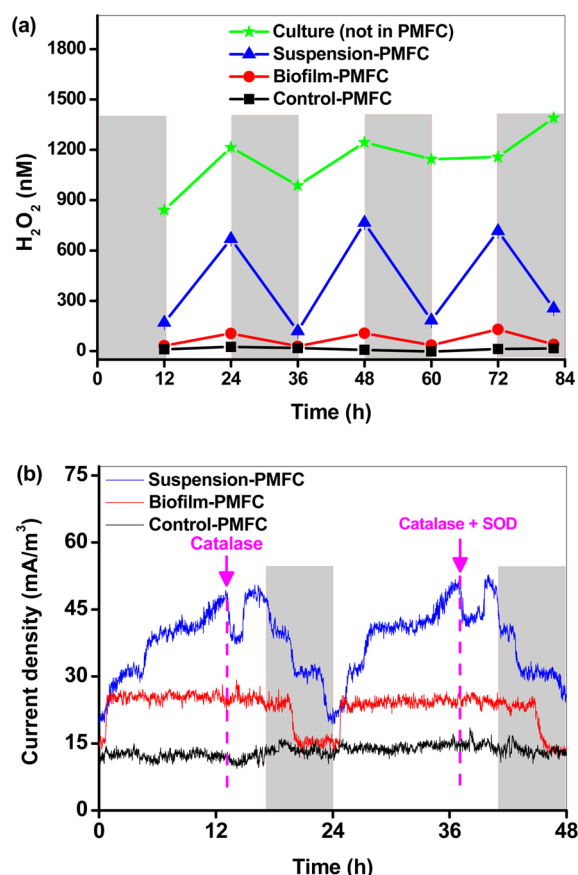 (a)
Culture (not in PMFC)
Suspension-PMFC
Biofilm-PMFC
Control-PMFC
H₂O₂ (nM)
1800
1500
1200
900
600
300
0
0 12 24 36 48 60 72 84
Time (h)
(b)
Suspension-PMFC
Biofilm-PMFC
Control-PMFC
Catalase
Catalase + SOD
Current density (mA/m³)
75
60
45
30
15
0
0 12 24 36 48
Time (h)